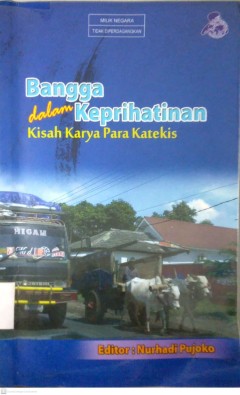 MILIK NEGARA
TIDAK DIPERDAGANGKAN
Bangga
dalam Keprihatinan
Kisah Karya Para Katekis
Editor : Nurhadi Pujoko